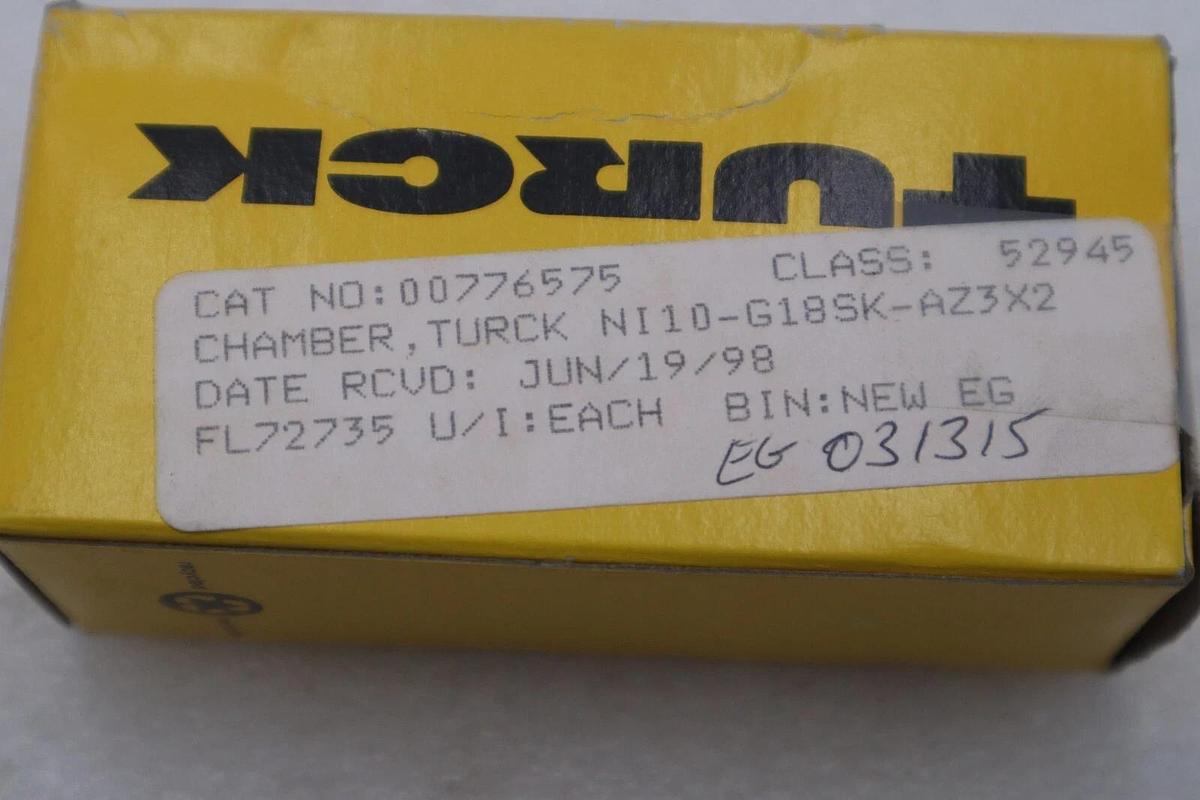 TURCK
CAT NO:00776575 CLASS: 52945
CHAMBER,TURCK NI10-G18SK-AZ3X2
DATE RCVD: JUN/19/98
FL72735 U/I:EACH BIN:NEW EG
EG 031315